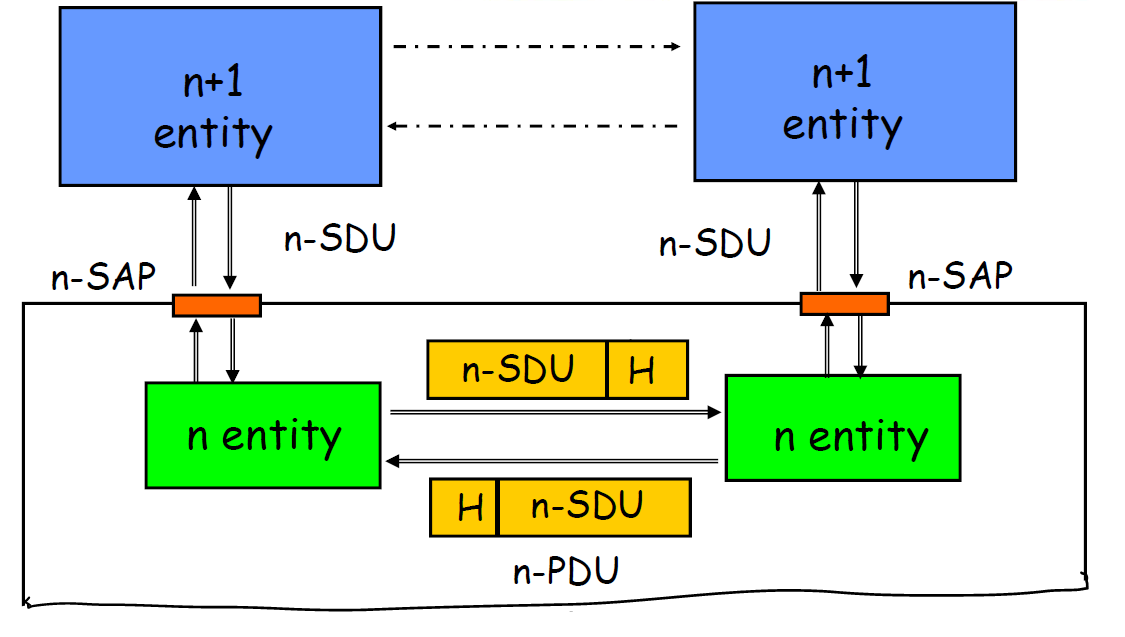 n+1
entity
n+1
entity
n-SDU
n-SDU
n-SAP
n-SAP
n-SDU H
n entity
n entity
H n-SDU
n-PDU